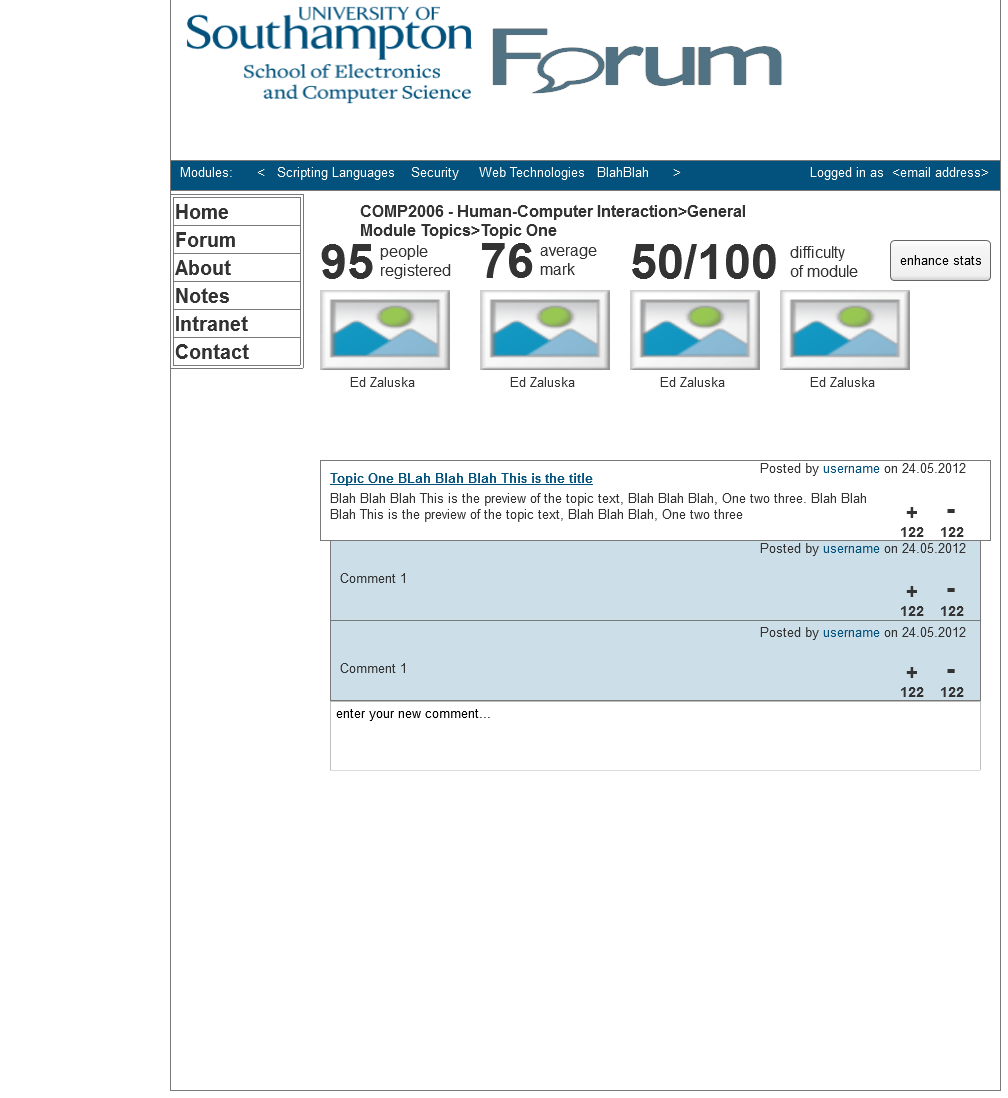 UNIVERSITY OF
Southampton
School of Electronics
and Computer Science
Forum
Modules: < Scripting Languages Security Web Technologies BlahBlah > Logged in as <email address>
Home
Forum
About
Notes
Intranet
Contact
COMP2006 - Human-Computer Interaction>General
Module Topics>Topic One
95 people
registered
76 average
mark
50/100 difficulty
of module
enhance stats
Ed Zaluska Ed Zaluska Ed Zaluska Ed Zaluska
Posted by username on 24.05.2012
Topic One BLah Blah Blah This is the title
Blah Blah Blah This is the preview of the topic text, Blah Blah Blah, One two three. Blah Blah
Blah This is the preview of the topic text, Blah Blah Blah, One two three
+ -
122 122
Posted by username on 24.05.2012
Comment 1
+ -
122 122
Posted by username on 24.05.2012
Comment 1
+ -
122 122
enter your new comment...